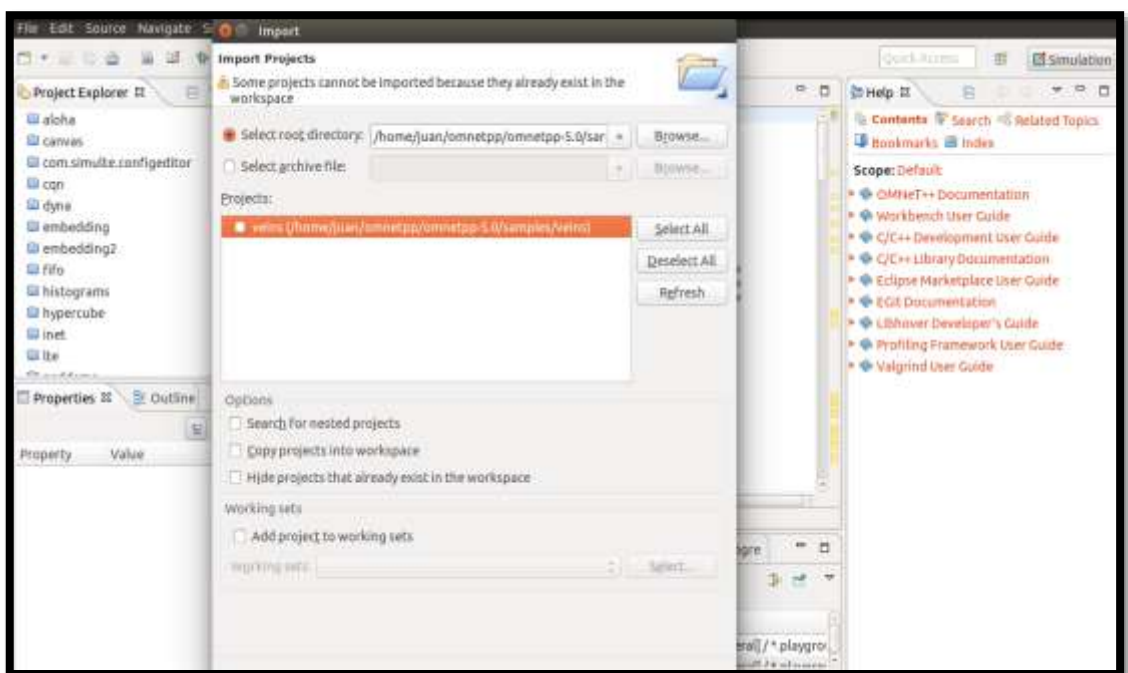 File Edit Source Navigate
Import
Import Projects
Some projects cannot be imported because they already exist in the
workspace
Select root directory: /home/juan/omnetpp/omnetpp-5.0/sar Browse...
Select archive file: Browse...
Projects:
veins (/home/juan/omnetpp/omnetpp-5.0/samples/veins)
Select All
Deselect All
Refresh
Options
Search for nested projects
Copy projects into workspace
Hide projects that already exist in the workspace
Working sets
Add project to working sets
Working sets: Select...
Project Explorer
aloha
canvas
com.simulte.configeditor
cqn
dyna
embedding
embedding2
fifo
histograms
hypercube
inet
lte
Properties Outline
Property Value
Quick Access Simulation
Help
Contents Search Related Topics
Bookmarks Index
Scope: Default
OMNeT++ Documentation
Workbench User Guide
C/C++ Development User Guide
C/C++ Library Documentation
Eclipse Marketplace User Guide
EGit Documentation
Libhover Developer's Guide
Profiling Framework User Guide
Valgrind User Guide